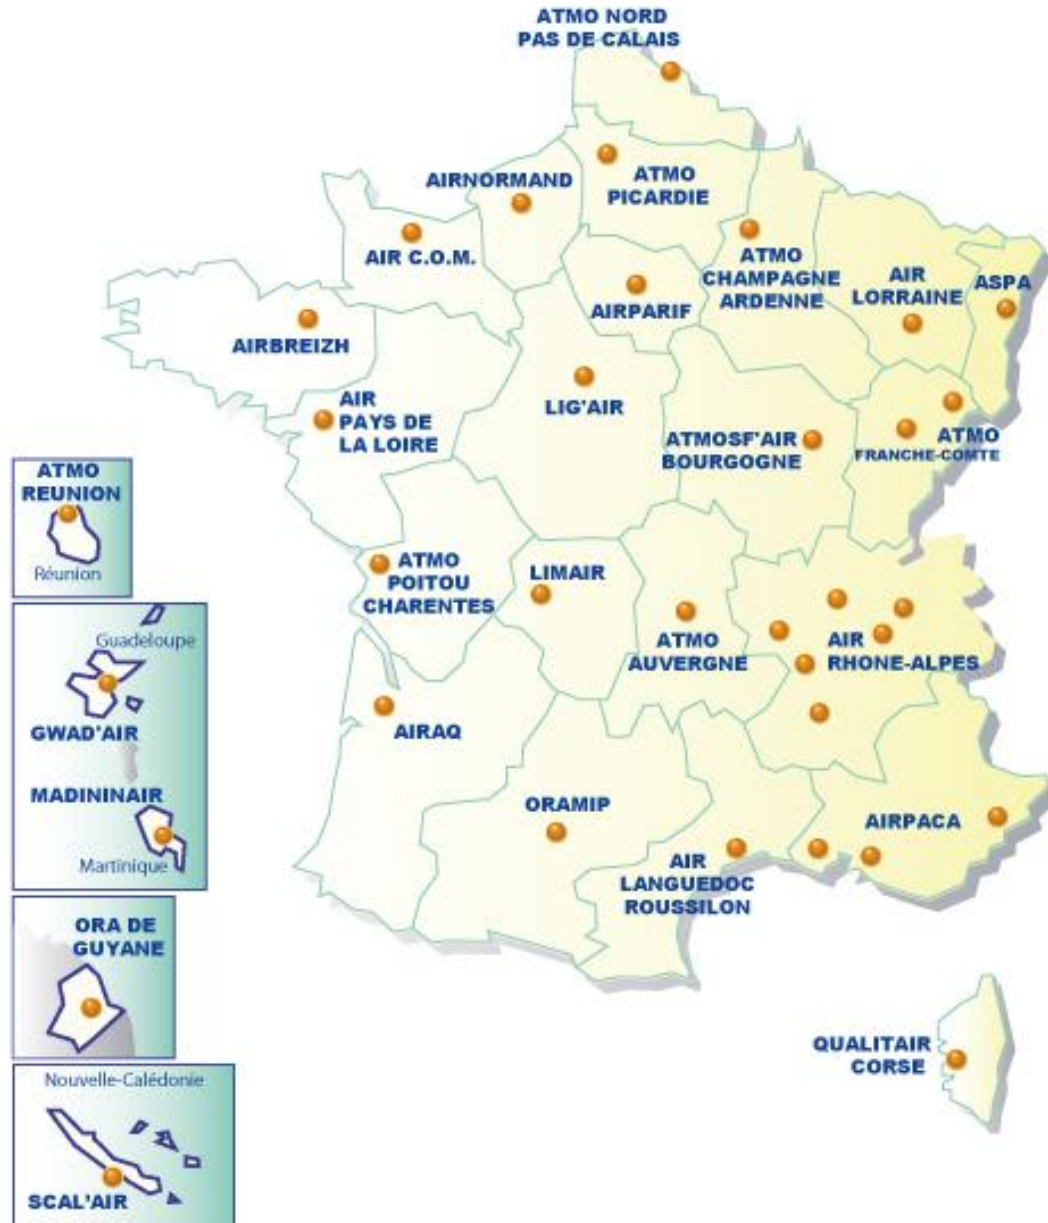 ATMO NORD
PAS DE CALAIS
AIRNORMAND
ATMO
PICARDIE
AIR C.O.M.
ATMO
CHAMPAGNE
ARDENNE
AIR
LORRAINE
ASPA
AIRPARIF
AIRBREIZH
AIR
PAYS DE
LA LOIRE
LIG'AIR
ATMOSF'AIR
BOURGOGNE
ATMO
FRANCHE-COMTE
ATMO
REUNION
Réunion
ATMO
POITOU
CHARENTES
LIMAIR
ATMO
AUVERGNE
AIR
RHONE-ALPES
Guadeloupe
GWAD'AIR
MADININAIR
Martinique
AIRAQ
ORAMIP
AIR
LANGUEDOC
ROUSSILON
AIRPACA
ORA DE
GUYANE
QUALITAIR
CORSE
Nouvelle-Calédonie
SCAL'AIR